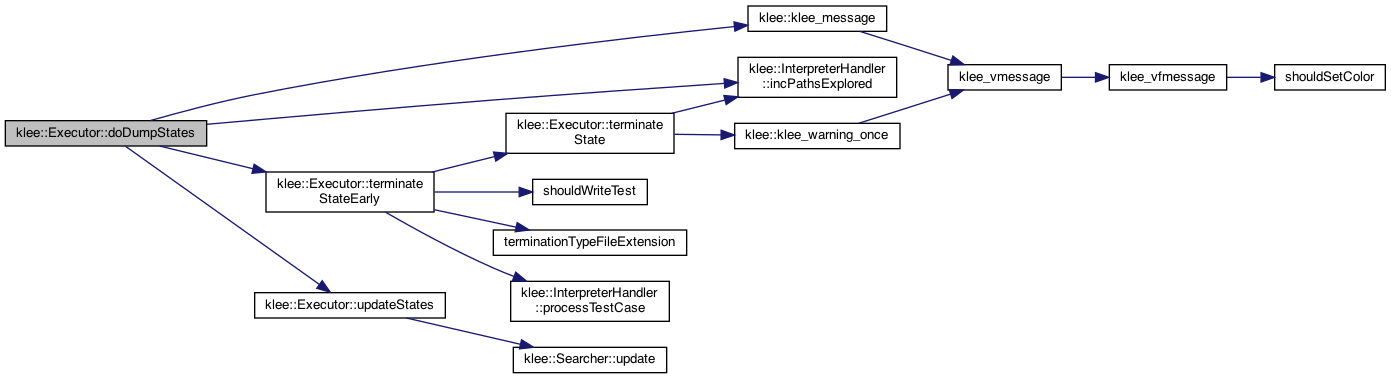 klee::klee_message
klee::InterpreterHandler
::incPathsExplored
klee_vmessage
klee_vfmessage
shouldSetColor
klee::Executor::doDumpStates
klee::Executor::terminate
State
klee::klee_warning_once
klee::Executor::terminate
StateEarly
shouldWriteTest
terminationTypeFileExtension
klee::InterpreterHandler
::processTestCase
klee::Executor::updateStates
klee::Searcher::update